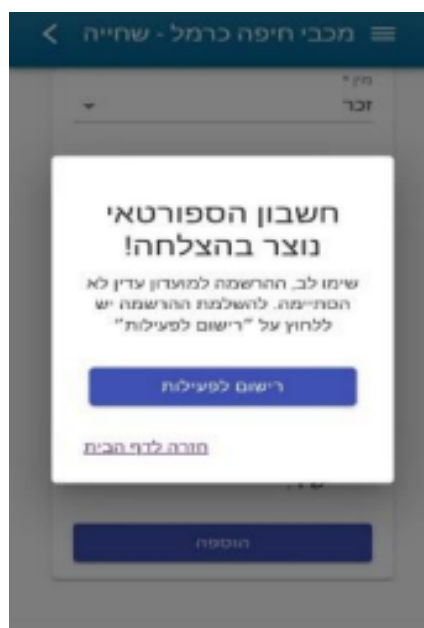 מכבי חיפה כרמל - שחייה
מין *
זכר
חשבון הספורטאי
נוצר בהצלחה!
שימו לב, ההרשמה למועדון עדין לא
הסתיימה. להשלמת ההרשמה יש
ללחוץ על "רישום לפעילות"
רישום לפעילות
חזרה לדף הבית
הוספה